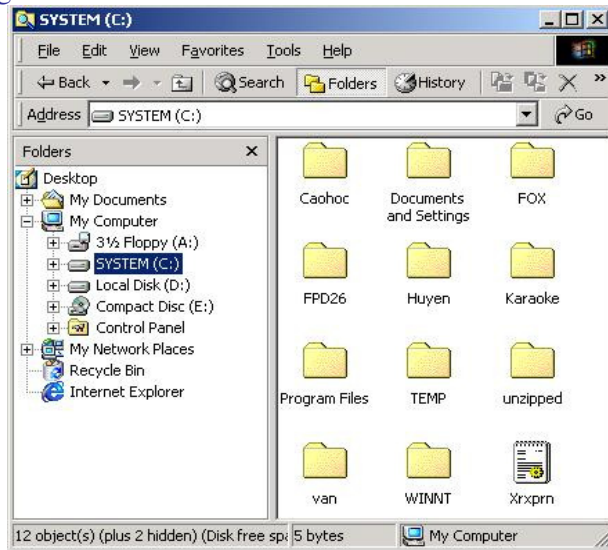 SYSTEM (C:)
File Edit View Favorites Tools Help
Back Search Folders History »
Address SYSTEM (C:) Go
Folders
Desktop
My Documents
My Computer
3½ Floppy (A:)
SYSTEM (C:)
Local Disk (D:)
Compact Disc (E:)
Control Panel
My Network Places
Recycle Bin
Internet Explorer
Caohoc Documents and Settings FOX
FPD26 Huyen Karaoke
Program Files TEMP unzipped
van WINNT Xrxprn
12 object(s) (plus 2 hidden) (Disk free 5 bytes My Computer